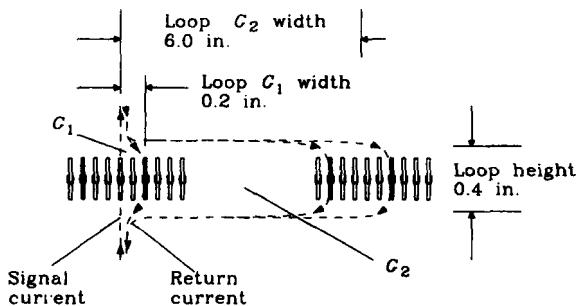 Loop C₂ width
6.0 in.
Loop C₁ width
0.2 in.
C₁
Loop height
0.4 in.
C₂
Signal
current
Return
current